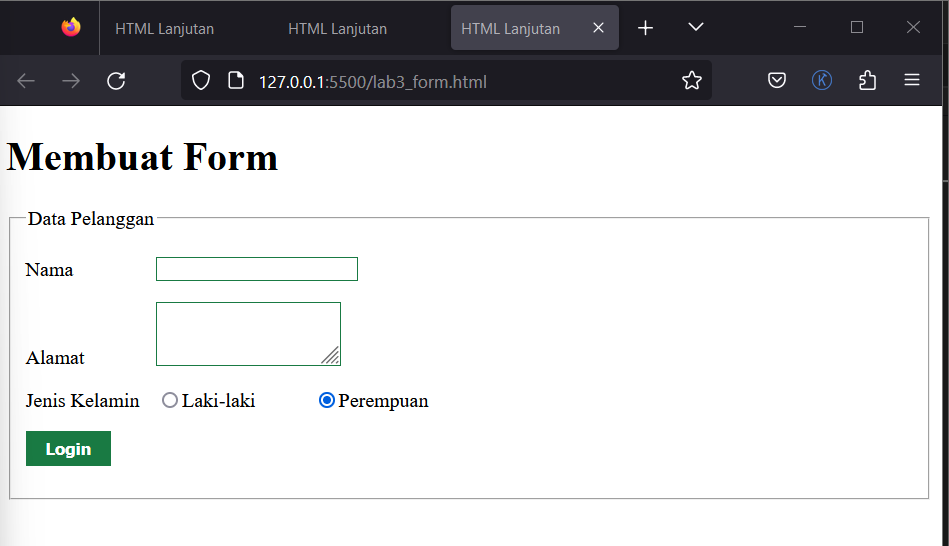 HTML Lanjutan HTML Lanjutan HTML Lanjutan
127.0.0.1:5500/lab3_form.html
Membuat Form
Data Pelanggan
Nama
Alamat
Jenis Kelamin Laki-laki Perempuan
Login